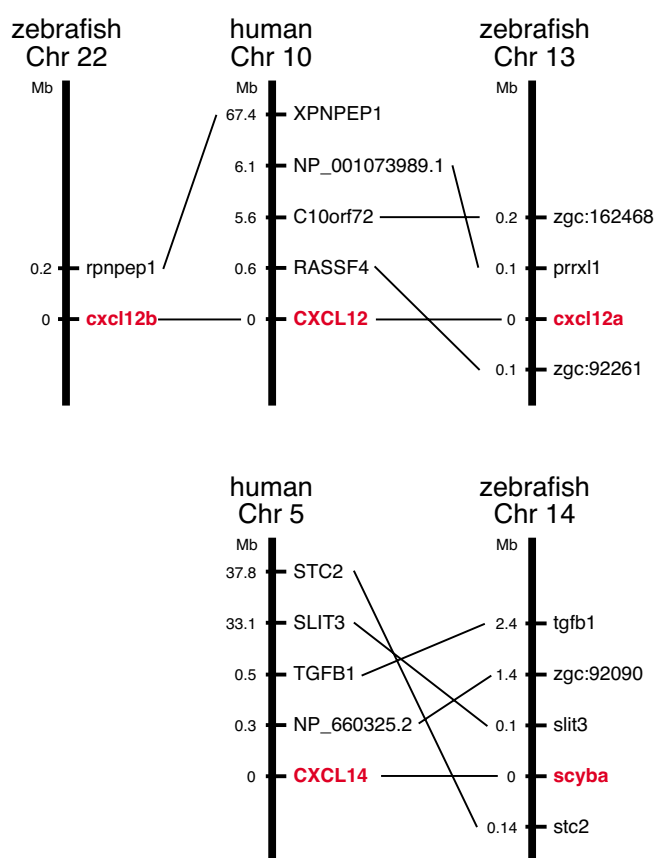 zebrafish
Chr 22
human
Chr 10
zebrafish
Chr 13
Mb
Mb
Mb
67.4 XPNPEP1
6.1 NP_001073989.1
5.6 C10orf72
0.2 zgc:162468
0.2 rpnpep1
0.6 RASSF4
0.1 prrxl1
0 cxcl12b
0 CXCL12
0 cxcl12a
0.1 zgc:92261
human
Chr 5
zebrafish
Chr 14
Mb
Mb
37.8 STC2
33.1 SLIT3
2.4 tgfb1
0.5 TGFB1
1.4 zgc:92090
0.3 NP_660325.2
0.1 slit3
0 CXCL14
0 scyba
0.14 stc2